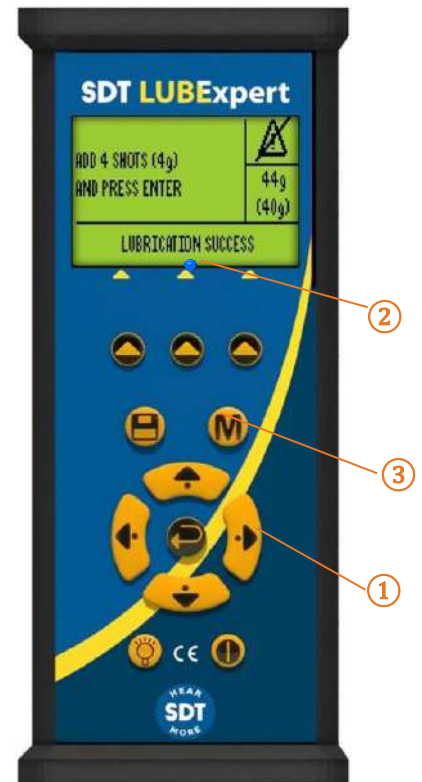 SDT LUBExpert
ADD 4 SHOTS (4g)
AND PRESS ENTER
44g
(40g)
LUBRICATION SUCCESS
②
M
③
①
CE
HEAR
SDT
MORE